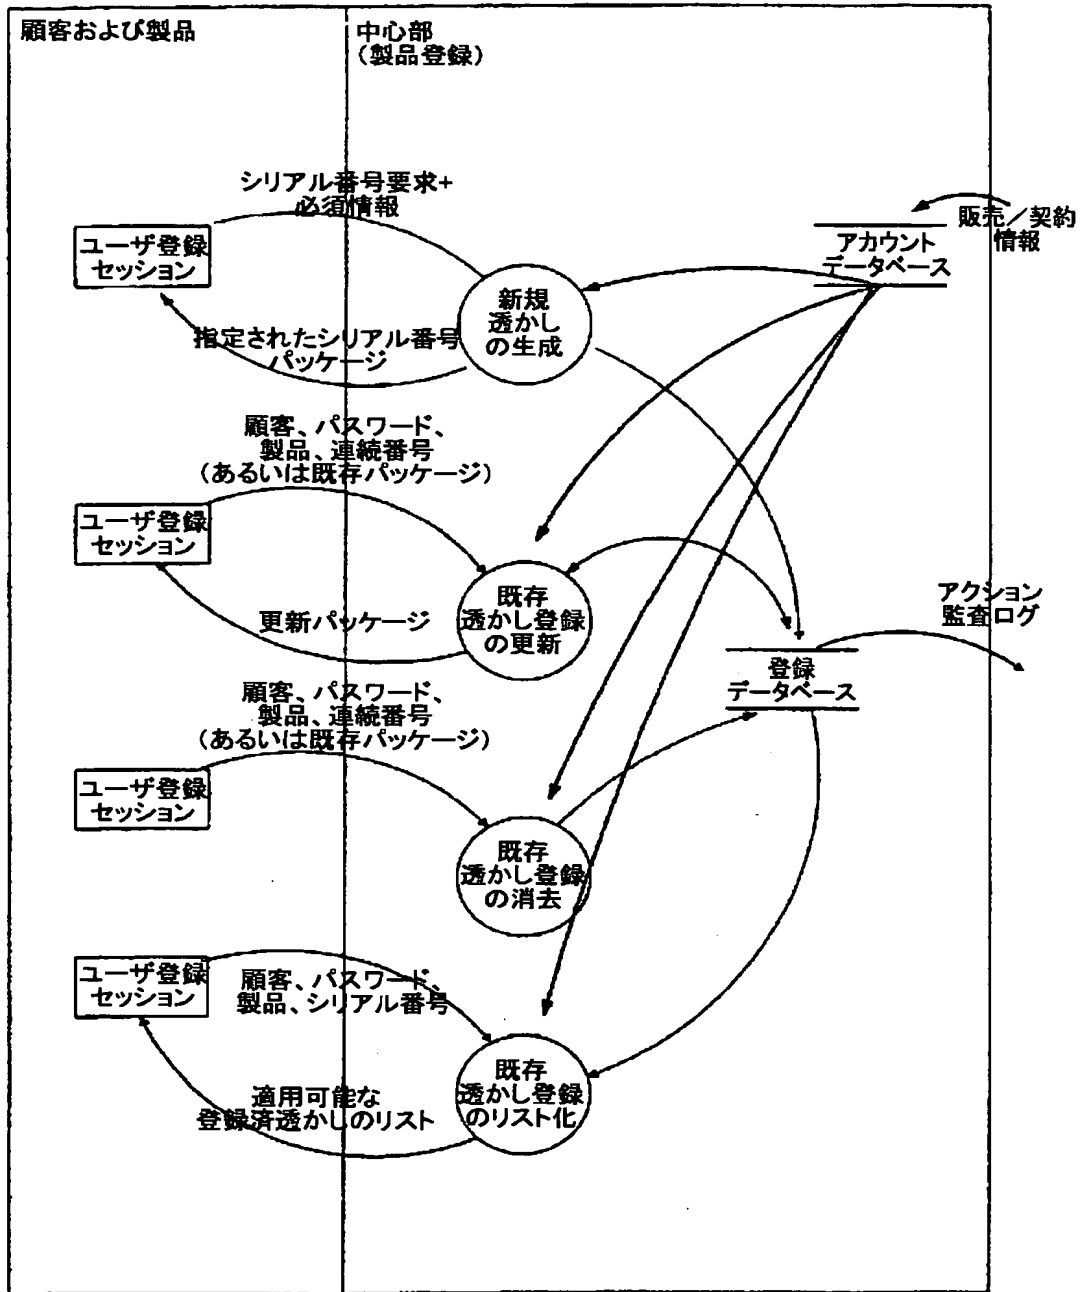 顧客および製品
中心部
(製品登録)
シリアル番号要求+
必須情報
ユーザ登録
セッション
新規
透かし
の生成
指定されたシリアル番号
パッケージ
アカウント
データベース
販売/契約
情報
顧客、パスワード、
製品、連続番号
(あるいは既存パッケージ)
ユーザ登録
セッション
既存
透かし登録
の更新
更新パッケージ
アクション
監査ログ
登録
データベース
顧客、パスワード、
製品、連続番号
(あるいは既存パッケージ)
ユーザ登録
セッション
既存
透かし登録
の消去
ユーザ登録
セッション
顧客、パスワード、
製品、シリアル番号
既存
透かし登録
のリスト化
適用可能な
登録済透かしのリスト